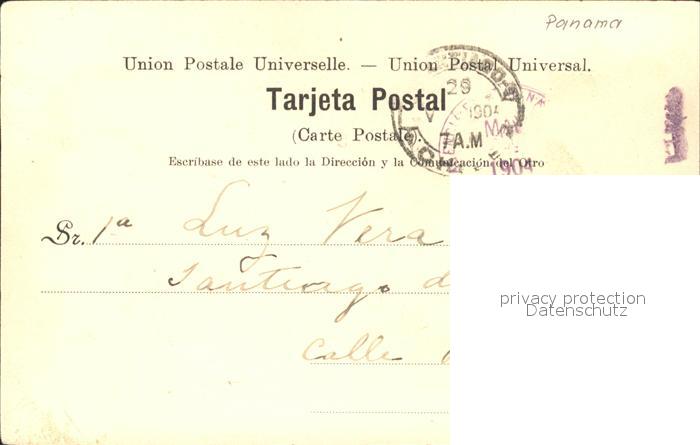 Panama
Union Postale Universelle. — Union Postal Universal.
Tarjeta Postal
(Carte Postale).
Escríbase de este lado la Dirección y la Comunicación del Otro
29
V 1904
7 A.M
MAY
1904
Sr. 1ª Luz Vera
Santiago d
Calle
privacy protection
Datenschutz